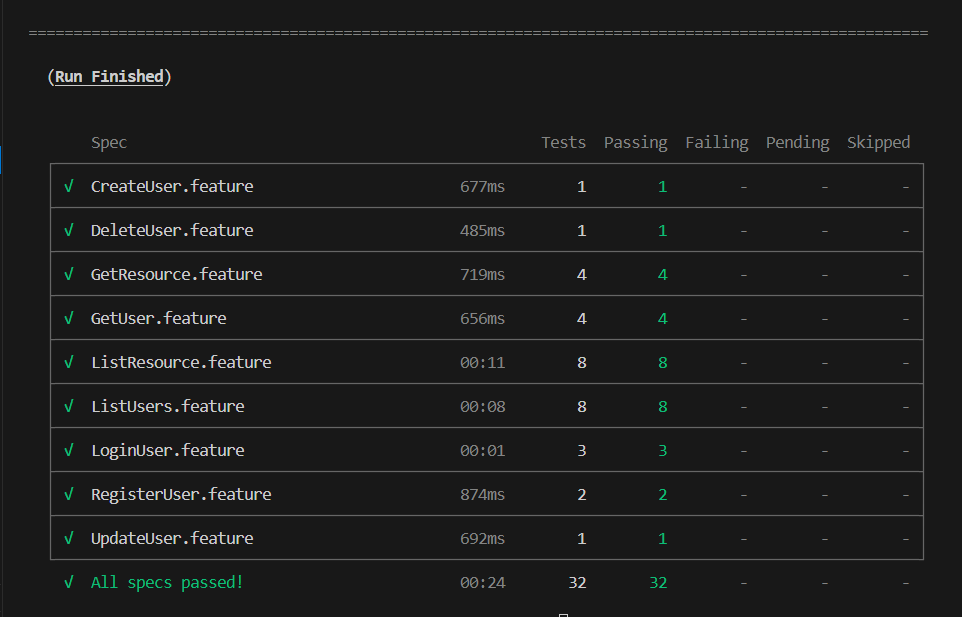 ====================================================================================================
(Run Finished)
Spec Tests Passing Failing Pending Skipped
√ CreateUser.feature 677ms 1 1 - - -
√ DeleteUser.feature 485ms 1 1 - - -
√ GetResource.feature 719ms 4 4 - - -
√ GetUser.feature 656ms 4 4 - - -
√ ListResource.feature 00:11 8 8 - - -
√ ListUsers.feature 00:08 8 8 - - -
√ LoginUser.feature 00:01 3 3 - - -
√ RegisterUser.feature 874ms 2 2 - - -
√ UpdateUser.feature 692ms 1 1 - - -
√ All specs passed! 00:24 32 32 - - -